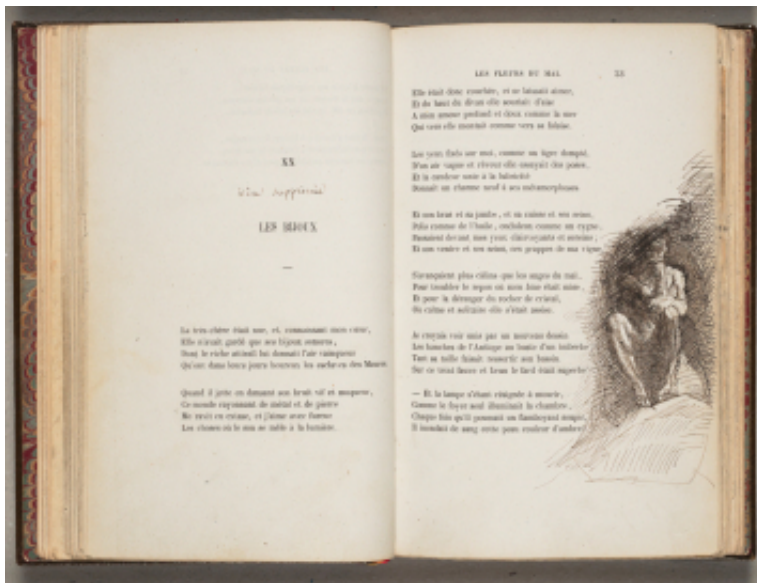 XX
LES BIJOUX
La très-chère était nue, et, connaissant mon cœur,
Elle n'avait gardé que ses bijoux sonores,
Dont le riche attirail lui donnait l'air vainqueur
Qu'ont dans leurs jours heureux les esclaves des Maures.
Quand il jette en dansant son bruit vif et moqueur,
Ce monde rayonnant de métal et de pierre
Me ravit en extase, et j'aime avec fureur
Les choses où le son se mêle à la lumière.
LES FLEURS DU MAL
Elle était donc couchée, et se laissait aimer,
Et du haut du divan elle souriait d'aise
A mon amour profond et doux comme la mer
Qui vers elle montait comme vers sa falaise.
Les yeux fixés sur moi, comme un tigre dompté,
D'un air vague et rêveur elle essayait des poses,
Et la candeur unie à la lubricité
Donnait un charme neuf à ses métamorphoses.
Et son bras et sa jambe, et sa cuisse et ses reins,
Polis comme de l'huile, onduleux comme un cygne,
Passaient devant mes yeux clairvoyants et sereins;
Et son ventre et ses seins, ces grappes de ma vigne,
S'avançaient plus câlins que les anges du mal,
Pour troubler le repos où mon âme était mise,
Et pour la déranger du rocher de cristal,
Où calme et solitaire elle s'était assise.
Je croyais voir unis par un nouveau dessin
Les hanches de l'Antiope au buste d'un imberbe,
Tant sa taille faisait ressortir son bassin.
Sur ce teint fauve et brun le fard était superbe!
— Et la lampe s'étant résignée à mourir,
Comme le foyer seul illuminait la chambre,
Chaque fois qu'il poussait un flamboyant soupir,
Il inondait de sang cette peau couleur d'ambre!